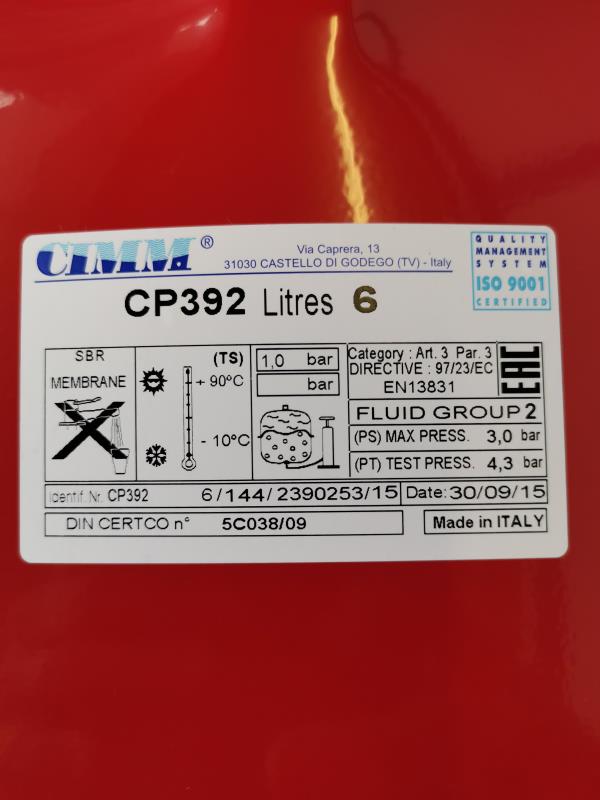 CIMM®
Via Caprera, 13
31030 CASTELLO DI GODEGO (TV) - Italy
QUALITY
MANAGEMENT
SYSTEM
ISO 9001
CERTIFIED
CP392 Litres 6
SBR
MEMBRANE
(TS)
+ 90°C
- 10°C
1,0 bar
bar
Category : Art. 3 Par. 3
DIRECTIVE : 97/23/EC
EN13831
EAC
FLUID GROUP 2
(PS) MAX PRESS. 3,0 bar
(PT) TEST PRESS. 4,3 bar
Identif. Nr. CP392 6/144/2390253/15 Date: 30/09/15
DIN CERTCO n° 5C038/09
Made in ITALY